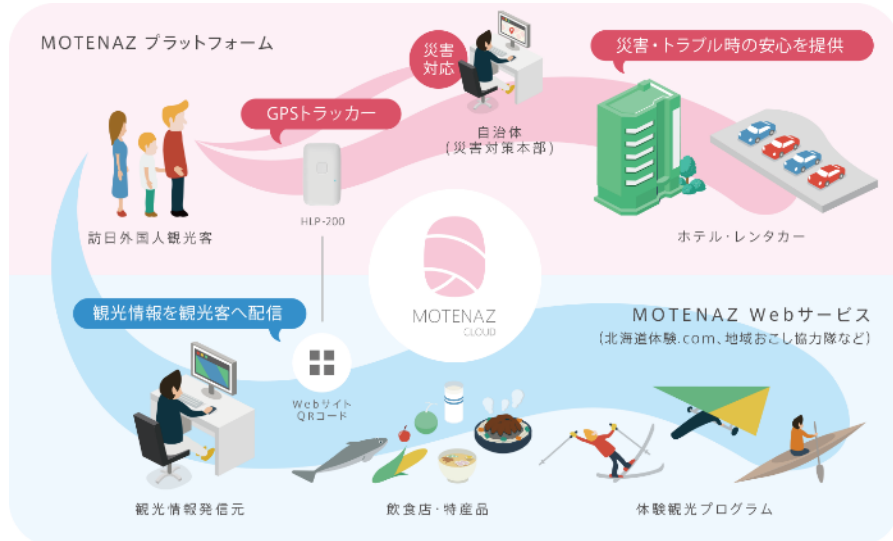 MOTENAZ プラットフォーム
災害
対応
災害・トラブル時の安心を提供
GPSトラッカー
自治体
(災害対策本部)
HLP-200
訪日外国人観光客
ホテル・レンタカー
MOTENAZ
CLOUD
観光情報を観光客へ配信
MOTENAZ Webサービス
(北海道体験.com、地域おこし協力隊など)
Webサイト
QRコード
観光情報発信元
飲食店・特産品
体験観光プログラム